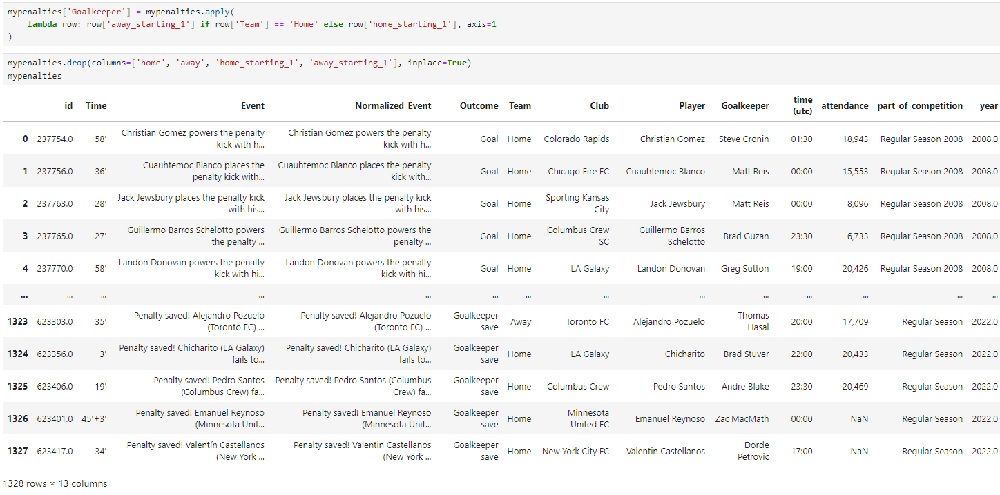 mypenalties['Goalkeeper'] = mypenalties.apply(
    lambda row: row['away_starting_1'] if row['Team'] == 'Home' else row['home_starting_1'], axis=1
)
mypenalties.drop(columns=['home', 'away', 'home_starting_1', 'away_starting_1'], inplace=True)
mypenalties
id Time Event Normalized_Event Outcome Team Club Player Goalkeeper time (utc) attendance part_of_competition year
0 237754.0 58' Christian Gomez powers the penalty kick with h... Christian Gomez powers the penalty kick with h... Goal Home Colorado Rapids Christian Gomez Steve Cronin 01:30 18,943 Regular Season 2008 2008.0
1 237756.0 36' Cuauhtemoc Blanco places the penalty kick with... Cuauhtemoc Blanco places the penalty kick with... Goal Home Chicago Fire FC Cuauhtemoc Blanco Matt Reis 00:00 15,553 Regular Season 2008 2008.0
2 237763.0 28' Jack Jewsbury places the penalty kick with his... Jack Jewsbury places the penalty kick with his... Goal Home Sporting Kansas City Jack Jewsbury Matt Reis 00:00 8,096 Regular Season 2008 2008.0
3 237765.0 27' Guillermo Barros Schelotto powers the penalty ... Guillermo Barros Schelotto powers the penalty ... Goal Home Columbus Crew SC Guillermo Barros Schelotto Brad Guzan 23:30 6,733 Regular Season 2008 2008.0
4 237770.0 58' Landon Donovan powers the penalty kick with hi... Landon Donovan powers the penalty kick with hi... Goal Home LA Galaxy Landon Donovan Greg Sutton 19:00 20,426 Regular Season 2008 2008.0
... ... ... ... ... ... ... ... ... ... ... ... ... ...
1323 623303.0 35' Penalty saved! Alejandro Pozuelo (Toronto FC) ... Penalty saved! Alejandro Pozuelo (Toronto FC) ... Goalkeeper save Away Toronto FC Alejandro Pozuelo Thomas Hasal 20:00 17,709 Regular Season 2022.0
1324 623356.0 3' Penalty saved! Chicharito (LA Galaxy) fails to... Penalty saved! Chicharito (LA Galaxy) fails to... Goalkeeper save Home LA Galaxy Chicharito Brad Stuver 22:00 20,433 Regular Season 2022.0
1325 623406.0 19' Penalty saved! Pedro Santos (Columbus Crew) fa... Penalty saved! Pedro Santos (Columbus Crew) fa... Goalkeeper save Home Columbus Crew Pedro Santos Andre Blake 23:30 20,469 Regular Season 2022.0
1326 623401.0 45'+3' Penalty saved! Emanuel Reynoso (Minnesota Unit... Penalty saved! Emanuel Reynoso (Minnesota Unit... Goalkeeper save Home Minnesota United FC Emanuel Reynoso Zac MacMath 00:00 NaN Regular Season 2022.0
1327 623417.0 34' Penalty saved! Valentín Castellanos (New York ... Penalty saved! Valentin Castellanos (New York ... Goalkeeper save Home New York City FC Valentin Castellanos Dorde Petrovic 17:00 NaN Regular Season 2022.0
1328 rows × 13 columns